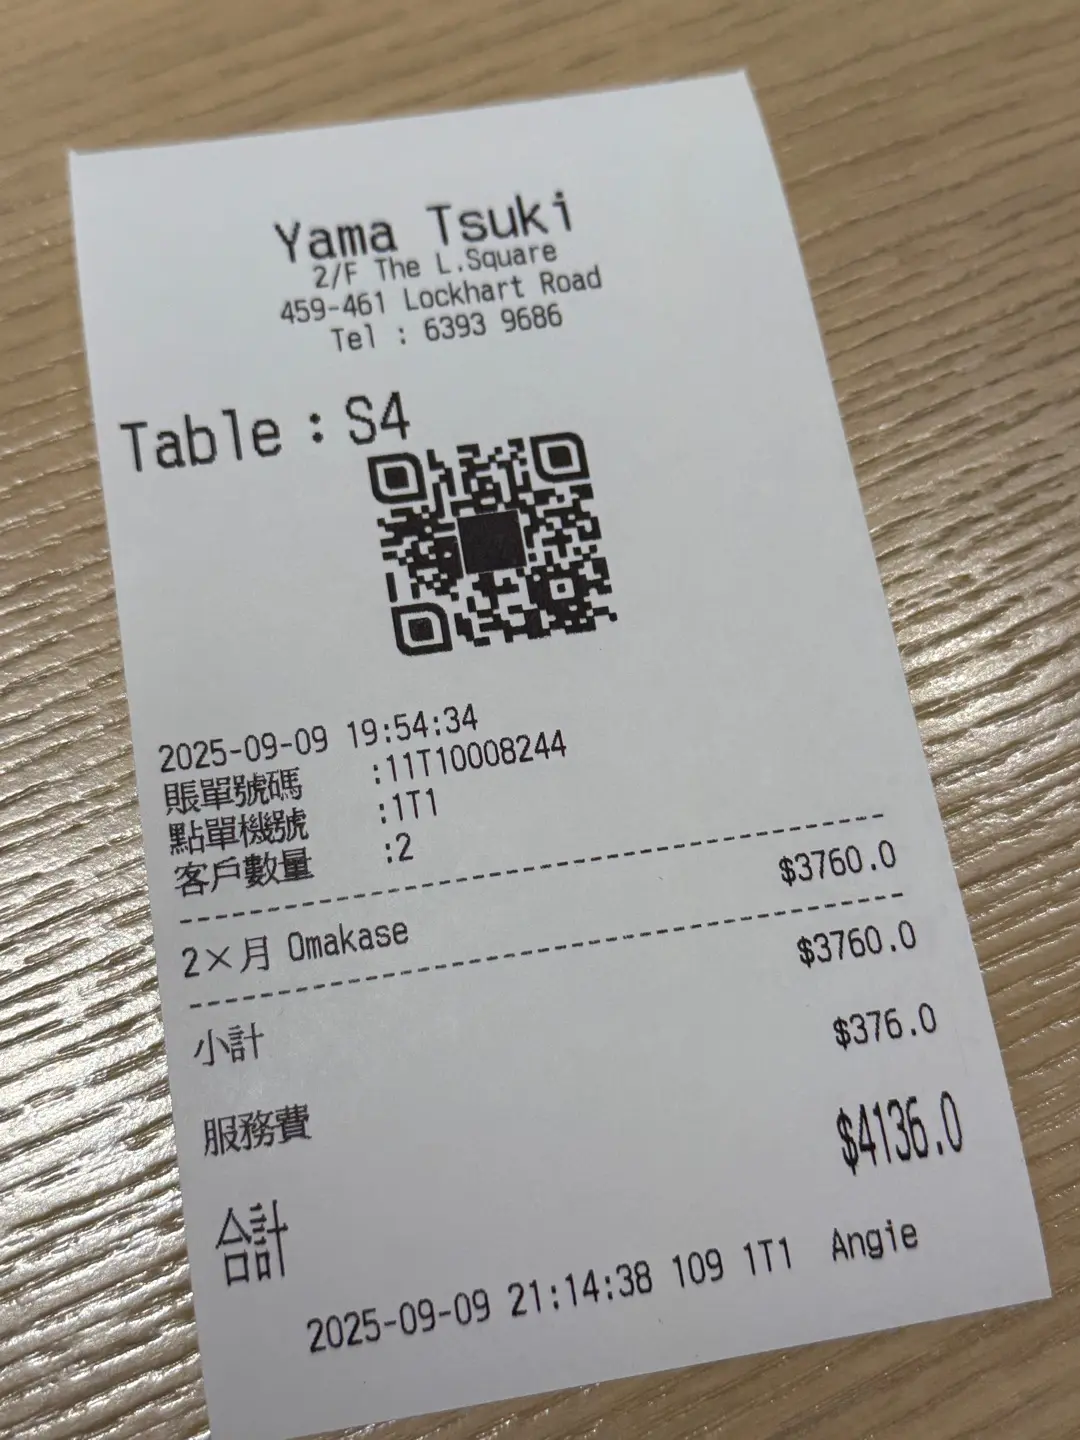 Yama Tsuki
2/F The L.Square
459-461 Lockhart Road
Tel : 6393 9686
Table : S4
2025-09-09 19:54:34
賬單號碼 :11T10008244
點單機號 :1T1
客戶數量 :2
2×月 Omakase $3760.0
小計 $3760.0
服務費 $376.0
合計 $4136.0
2025-09-09 21:14:38 109 1T1 Angie